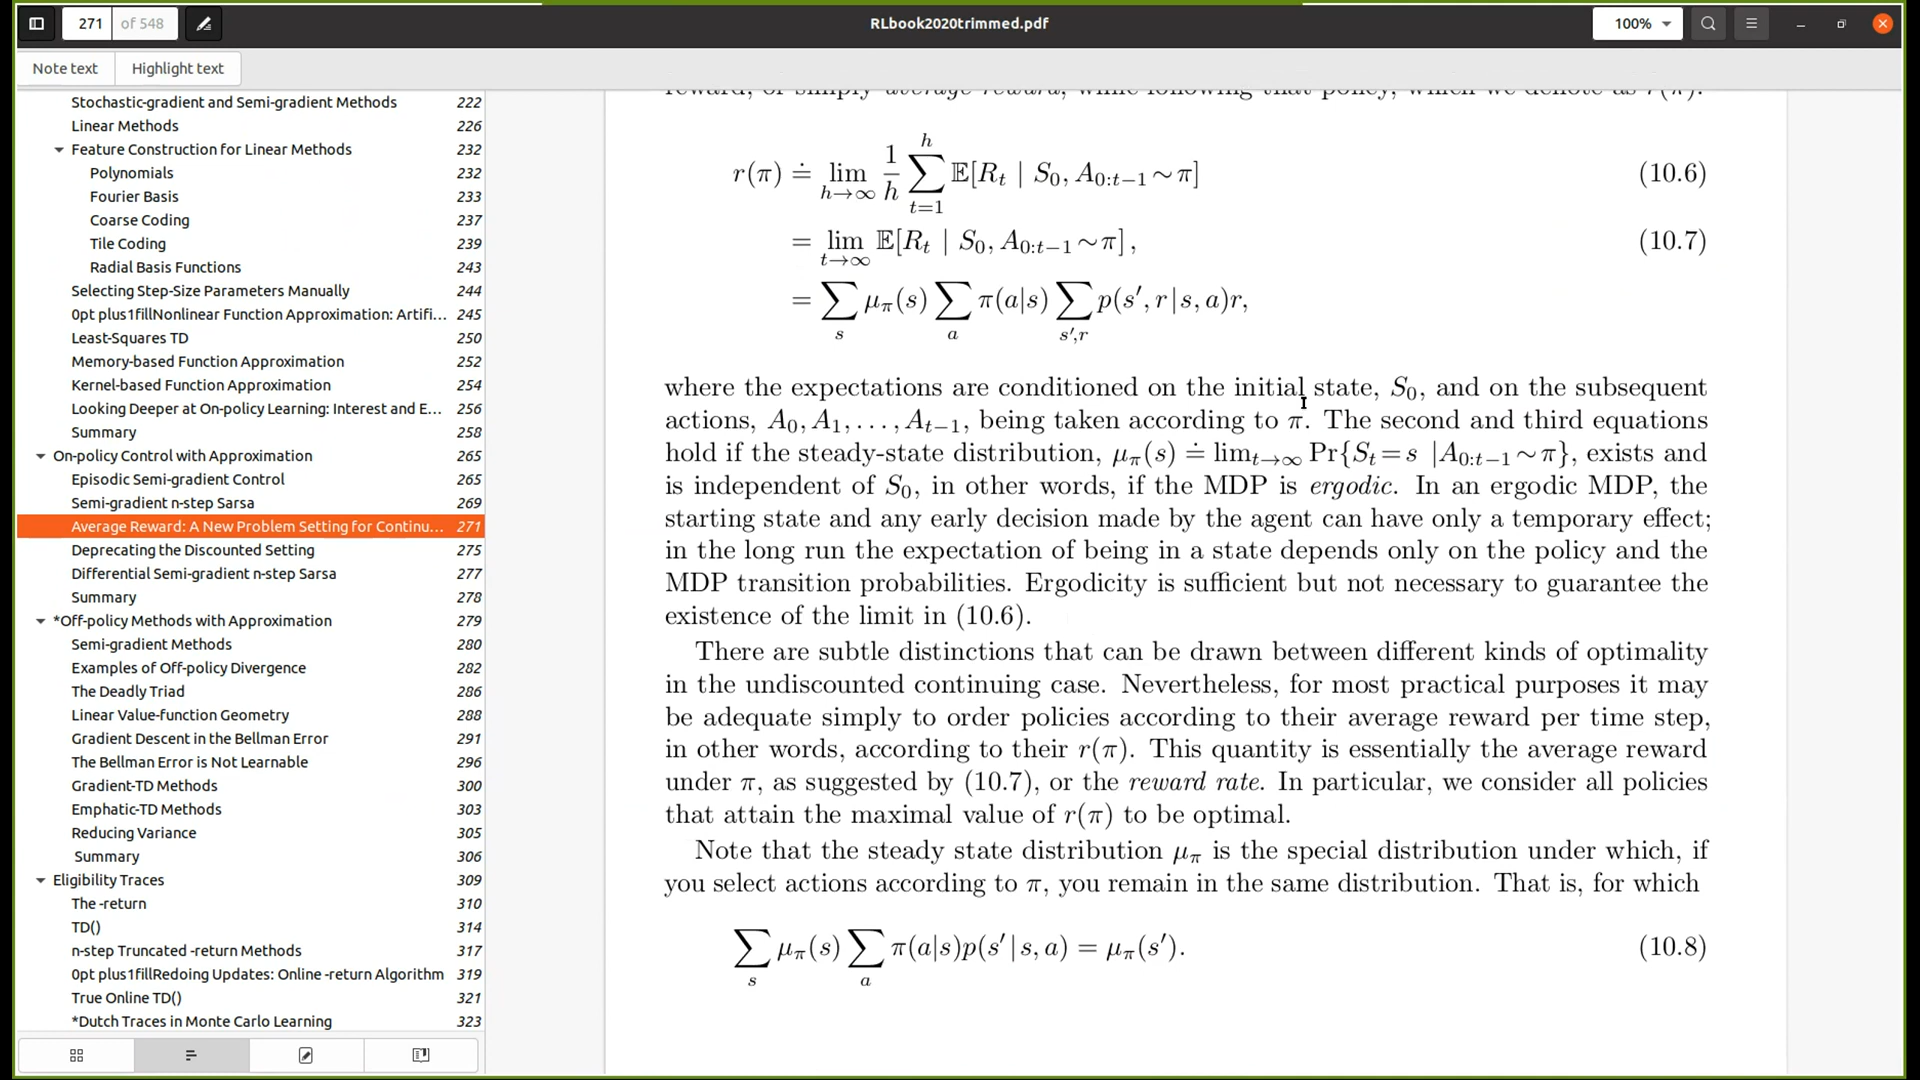 271 of 548
RLbook2020trimmed.pdf
100%
Note text Highlight text
Stochastic-gradient and Semi-gradient Methods 222
Linear Methods 226
Feature Construction for Linear Methods 232
Polynomials 232
Fourier Basis 233
Coarse Coding 237
Tile Coding 239
Radial Basis Functions 243
Selecting Step-Size Parameters Manually 244
0pt plus1fillNonlinear Function Approximation: Artifi... 245
Least-Squares TD 250
Memory-based Function Approximation 252
Kernel-based Function Approximation 254
Looking Deeper at On-policy Learning: Interest and E... 256
Summary 258
On-policy Control with Approximation 265
Episodic Semi-gradient Control 265
Semi-gradient n-step Sarsa 269
Average Reward: A New Problem Setting for Continu... 271
Deprecating the Discounted Setting 275
Differential Semi-gradient n-step Sarsa 277
Summary 278
*Off-policy Methods with Approximation 279
Semi-gradient Methods 280
Examples of Off-policy Divergence 282
The Deadly Triad 286
Linear Value-function Geometry 288
Gradient Descent in the Bellman Error 291
The Bellman Error is Not Learnable 296
Gradient-TD Methods 300
Emphatic-TD Methods 303
Reducing Variance 305
Summary 306
Eligibility Traces 309
The -return 310
TD() 314
n-step Truncated -return Methods 317
0pt plus1fillRedoing Updates: Online -return Algorithm 319
True Online TD() 321
*Dutch Traces in Monte Carlo Learning 323
reward, or simply average reward, while following that policy, which we denote as r(π):
r(π) ≐ lim_{h→∞} 1/h ∑_{t=1}^{h} 𝔼[R_t | S_0, A_{0:t−1} ∼ π] (10.6)
= lim_{t→∞} 𝔼[R_t | S_0, A_{0:t−1} ∼ π], (10.7)
= ∑_s μ_π(s) ∑_a π(a|s) ∑_{s′,r} p(s′, r | s, a)r,
where the expectations are conditioned on the initial state, S_0, and on the subsequent
actions, A_0, A_1, . . . , A_{t−1}, being taken according to π. The second and third equations
hold if the steady-state distribution, μ_π(s) ≐ lim_{t→∞} Pr{S_t = s | A_{0:t−1} ∼ π}, exists and
is independent of S_0, in other words, if the MDP is ergodic. In an ergodic MDP, the
starting state and any early decision made by the agent can have only a temporary effect;
in the long run the expectation of being in a state depends only on the policy and the
MDP transition probabilities. Ergodicity is sufficient but not necessary to guarantee the
existence of the limit in (10.6).
There are subtle distinctions that can be drawn between different kinds of optimality
in the undiscounted continuing case. Nevertheless, for most practical purposes it may
be adequate simply to order policies according to their average reward per time step,
in other words, according to their r(π). This quantity is essentially the average reward
under π, as suggested by (10.7), or the reward rate. In particular, we consider all policies
that attain the maximal value of r(π) to be optimal.
Note that the steady state distribution μ_π is the special distribution under which, if
you select actions according to π, you remain in the same distribution. That is, for which
∑_s μ_π(s) ∑_a π(a|s)p(s′ | s, a) = μ_π(s′). (10.8)